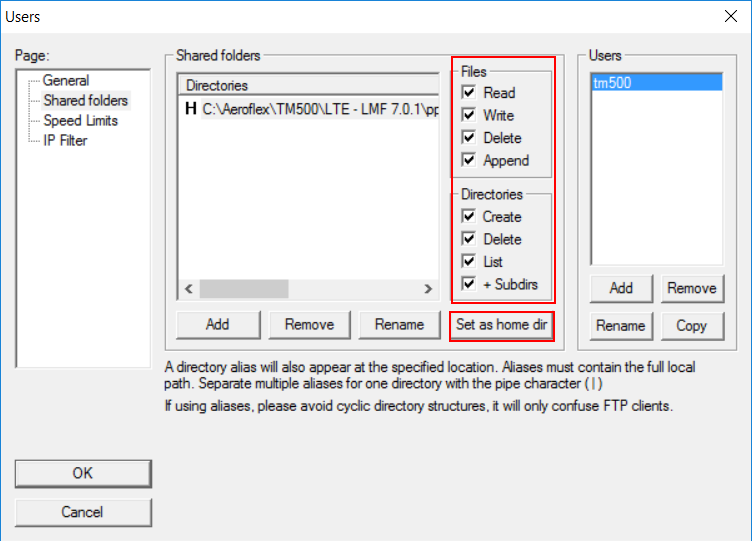 Users
Page:
General
Shared folders
Speed Limits
IP Filter
Shared folders
Directories
H C:\Aeroflex\TM500\LTE - LMF 7.0.1\pp
Files
Read
Write
Delete
Append
Directories
Create
Delete
List
+ Subdirs
Add
Remove
Rename
Set as home dir
Users
tm500
Add
Remove
Rename
Copy
A directory alias will also appear at the specified location. Aliases must contain the full local
path. Separate multiple aliases for one directory with the pipe character ( | )
If using aliases, please avoid cyclic directory structures, it will only confuse FTP clients.
OK
Cancel